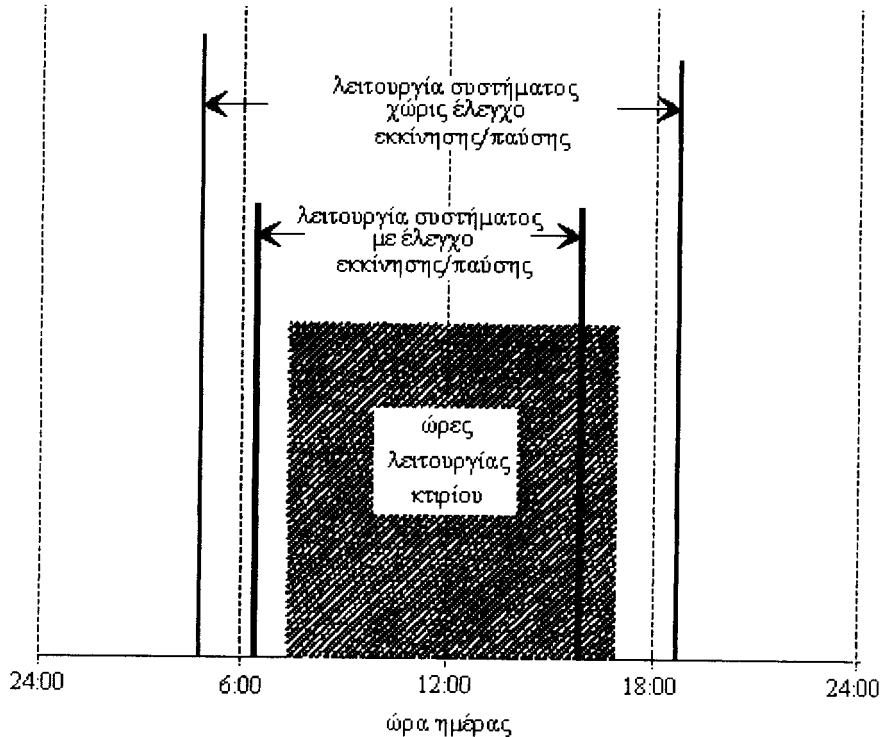 λειτουργία συστήματος
χώρις έλεγχο
εκκίνησης/παύσης
λειτουργία συστήματος
με έλεγχο
εκκίνησης/παύσης
ώρες
λειτουργίας
κτιρίου
24:00 6:00 12:00 18:00 24:00
ώρα ημέρας